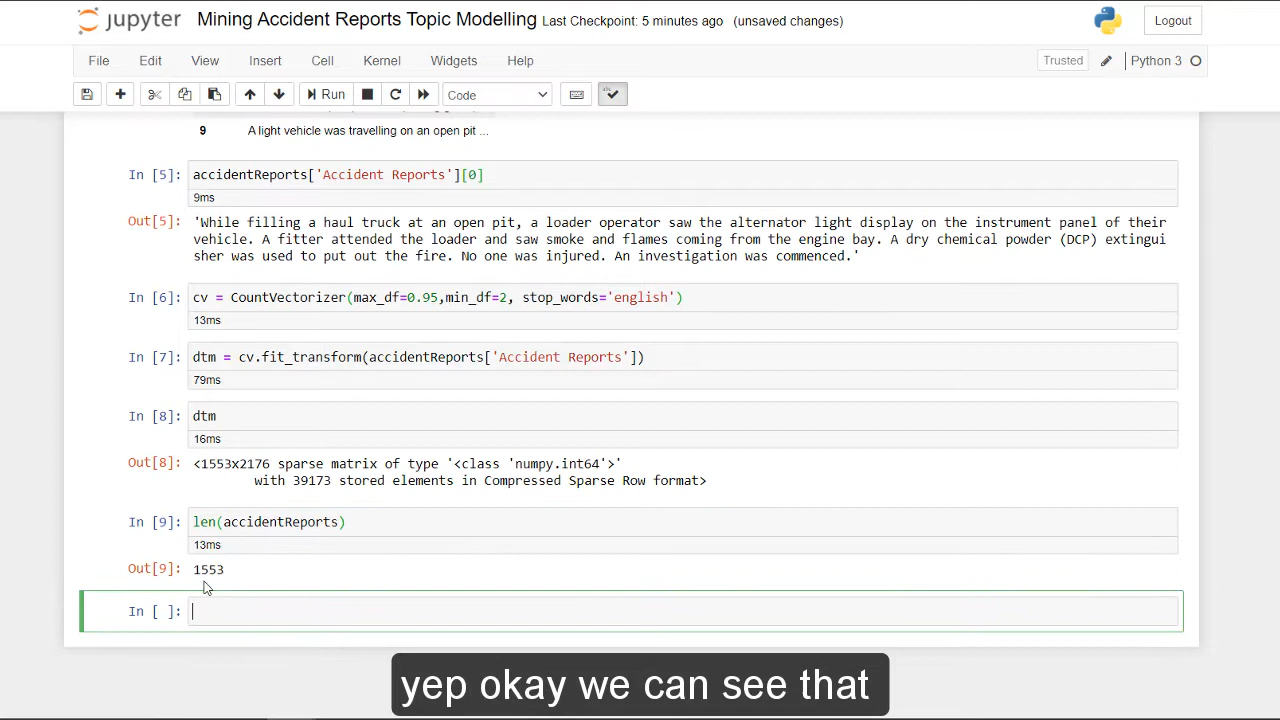 jupyter Mining Accident Reports Topic Modelling Last Checkpoint: 5 minutes ago (unsaved changes) Logout
File Edit View Insert Cell Kernel Widgets Help Trusted Python 3
Run Code
9 A light vehicle was travelling on an open pit ...
In [5]: accidentReports['Accident Reports'][0]
9ms
Out[5]: 'While filling a haul truck at an open pit, a loader operator saw the alternator light display on the instrument panel of their
vehicle. A fitter attended the loader and saw smoke and flames coming from the engine bay. A dry chemical powder (DCP) extingui
sher was used to put out the fire. No one was injured. An investigation was commenced.'
In [6]: cv = CountVectorizer(max_df=0.95,min_df=2, stop_words='english')
13ms
In [7]: dtm = cv.fit_transform(accidentReports['Accident Reports'])
79ms
In [8]: dtm
16ms
Out[8]: <1553x2176 sparse matrix of type '<class 'numpy.int64'>'
with 39173 stored elements in Compressed Sparse Row format>
In [9]: len(accidentReports)
13ms
Out[9]: 1553
In [ ]:
yep okay we can see that